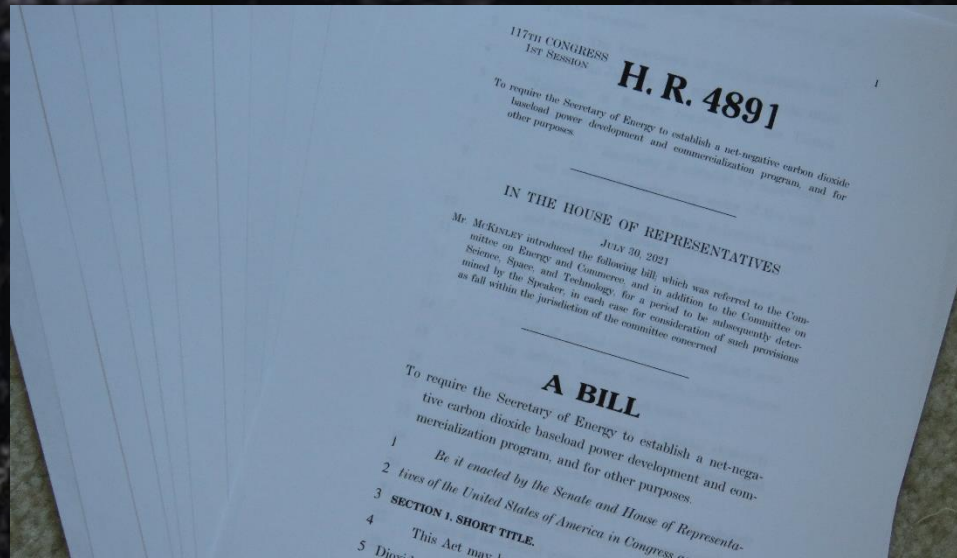 117TH CONGRESS
1ST SESSION
H. R. 4891
I
To require the Secretary of Energy to establish a net-negative carbon dioxide
baseload power development and commercialization program, and for
other purposes.
IN THE HOUSE OF REPRESENTATIVES
JULY 30, 2021
Mr. MCKINLEY introduced the following bill; which was referred to the Com-
mittee on Energy and Commerce, and in addition to the Committee on
Science, Space, and Technology, for a period to be subsequently deter-
mined by the Speaker, in each case for consideration of such provisions
as fall within the jurisdiction of the committee concerned
A BILL
To require the Secretary of Energy to establish a net-nega-
tive carbon dioxide baseload power development and com-
mercialization program, and for other purposes.
1 Be it enacted by the Senate and House of Representa-
2 tives of the United States of America in Congress
3 SECTION 1. SHORT TITLE.
4 This Act may
5